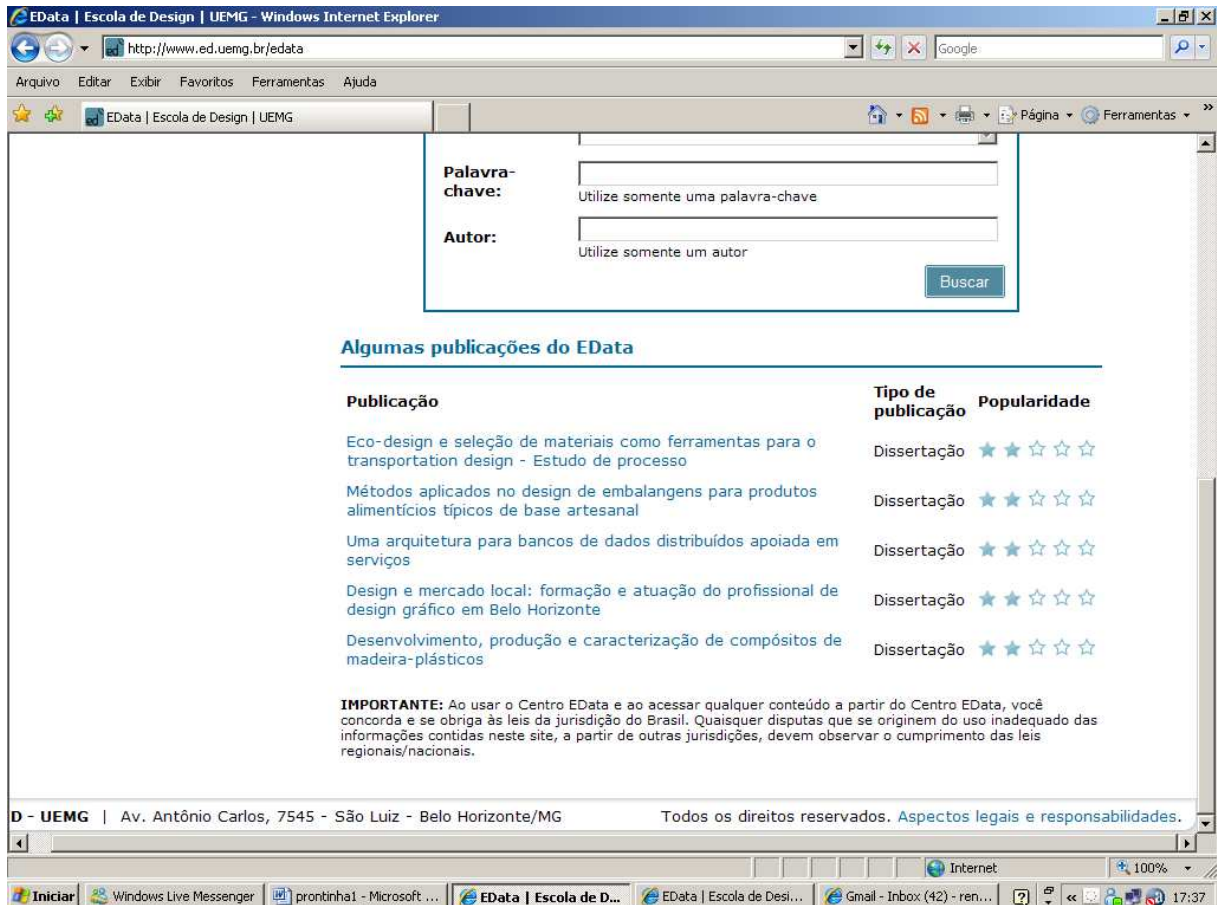 EData | Escola de Design | UEMG - Windows Internet Explorer
http://www.ed.uemg.br/edata
Google
Arquivo Editar Exibir Favoritos Ferramentas Ajuda
EData | Escola de Design | UEMG
Página
Ferramentas
Palavra-
chave:
Utilize somente uma palavra-chave
Autor:
Utilize somente um autor
Buscar
Algumas publicações do EData
Publicação
Tipo de
publicação
Popularidade
Eco-design e seleção de materiais como ferramentas para o
transportation design - Estudo de processo
Dissertação
Métodos aplicados no design de embalangens para produtos
alimentícios típicos de base artesanal
Dissertação
Uma arquitetura para bancos de dados distribuídos apoiada em
serviços
Dissertação
Design e mercado local: formação e atuação do profissional de
design gráfico em Belo Horizonte
Dissertação
Desenvolvimento, produção e caracterização de compósitos de
madeira-plásticos
Dissertação
IMPORTANTE: Ao usar o Centro EData e ao acessar qualquer conteúdo a partir do Centro EData, você
concorda e se obriga às leis da jurisdição do Brasil. Quaisquer disputas que se originem do uso inadequado das
informações contidas neste site, a partir de outras jurisdições, devem observar o cumprimento das leis
regionais/nacionais.
D - UEMG | Av. Antônio Carlos, 7545 - São Luiz - Belo Horizonte/MG
Todos os direitos reservados. Aspectos legais e responsabilidades.
Internet
100%
Iniciar
Windows Live Messenger
prontinha1 - Microsoft ...
EData | Escola de D...
EData | Escola de Desi...
Gmail - Inbox (42) - ren...
17:37